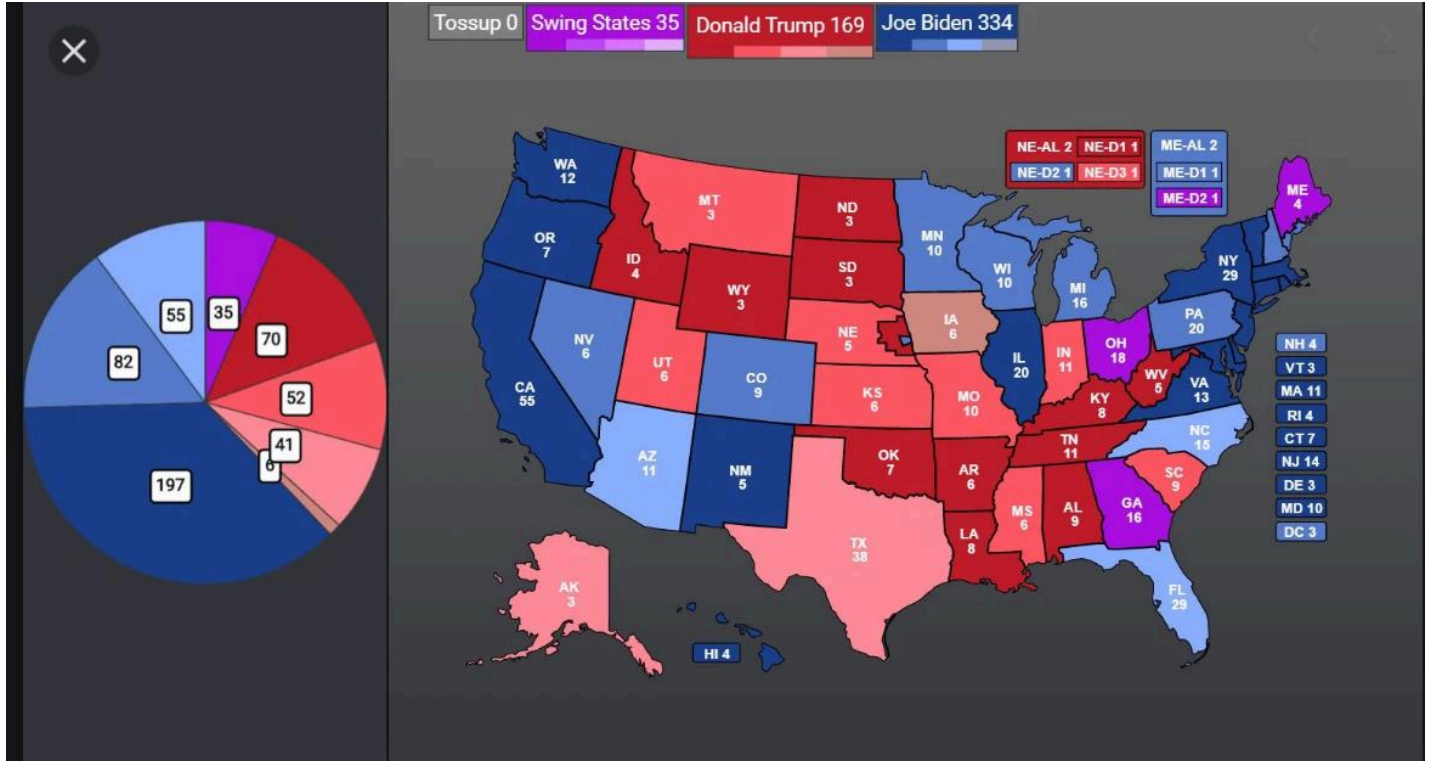 Tossup 0
Swing States 35
Donald Trump 169
Joe Biden 334
55
35
70
82
52
41
6
197
NE-AL 2
NE-D1 1
NE-D2 1
NE-D3 1
ME-AL 2
ME-D1 1
ME-D2 1
WA
12
OR
7
CA
55
ID
4
NV
6
MT
3
WY
3
UT
6
AZ
11
CO
9
NM
5
ND
3
SD
3
NE
5
KS
6
OK
7
TX
38
MN
10
IA
6
MO
10
AR
6
LA
8
WI
10
IL
20
MI
16
IN
11
OH
18
KY
8
TN
11
MS
6
AL
9
GA
16
FL
29
SC
9
NC
15
VA
13
WV
5
PA
20
NY
29
ME
4
NH 4
VT 3
MA 11
RI 4
CT 7
NJ 14
DE 3
MD 10
DC 3
AK
3
HI 4